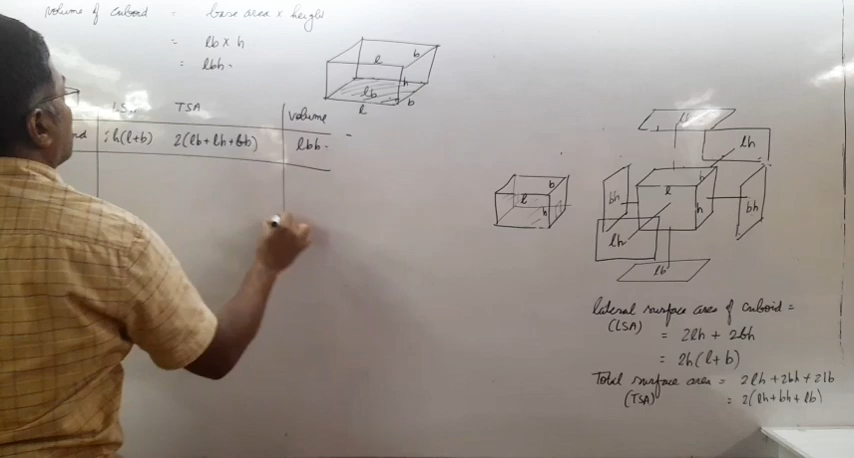 volume of cuboid = base area × height
= lb × h
= lbh.
l
b
h
lb
l
b
LSA TSA volume
2h(l+b) 2(lb+lh+bh) lbh.
lb
lh
b
l
h
bh
l
b
h
bh
lh
lb
lateral surface area of cuboid =
(LSA) = 2lh + 2bh
= 2h(l+b)
Total surface area = 2lh+2bh+2lb
(TSA) = 2(lh+bh+lb)